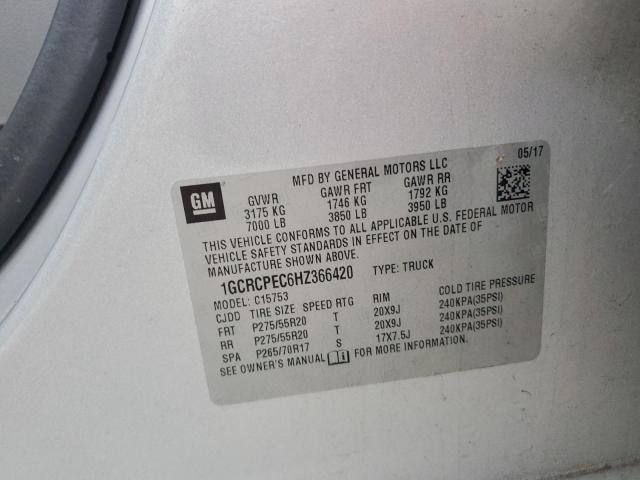 GM
MFD BY GENERAL MOTORS LLC 05/17
GVWR GAWR FRT GAWR RR
3175 KG 1746 KG 1792 KG
7000 LB 3850 LB 3950 LB
THIS VEHICLE CONFORMS TO ALL APPLICABLE U.S. FEDERAL MOTOR
VEHICLE SAFETY STANDARDS IN EFFECT ON THE DATE OF
MANUFACTURE SHOWN ABOVE.
1GCRCPEC6HZ366420 TYPE: TRUCK
MODEL: C15753
CJDD TIRE SIZE SPEED RTG RIM COLD TIRE PRESSURE
FRT P275/55R20 T 20X9J 240KPA(35PSI)
RR P275/55R20 T 20X9J 240KPA(35PSI)
SPA P265/70R17 S 17X7.5J 240KPA(35PSI)
SEE OWNER'S MANUAL FOR MORE INFORMATION.